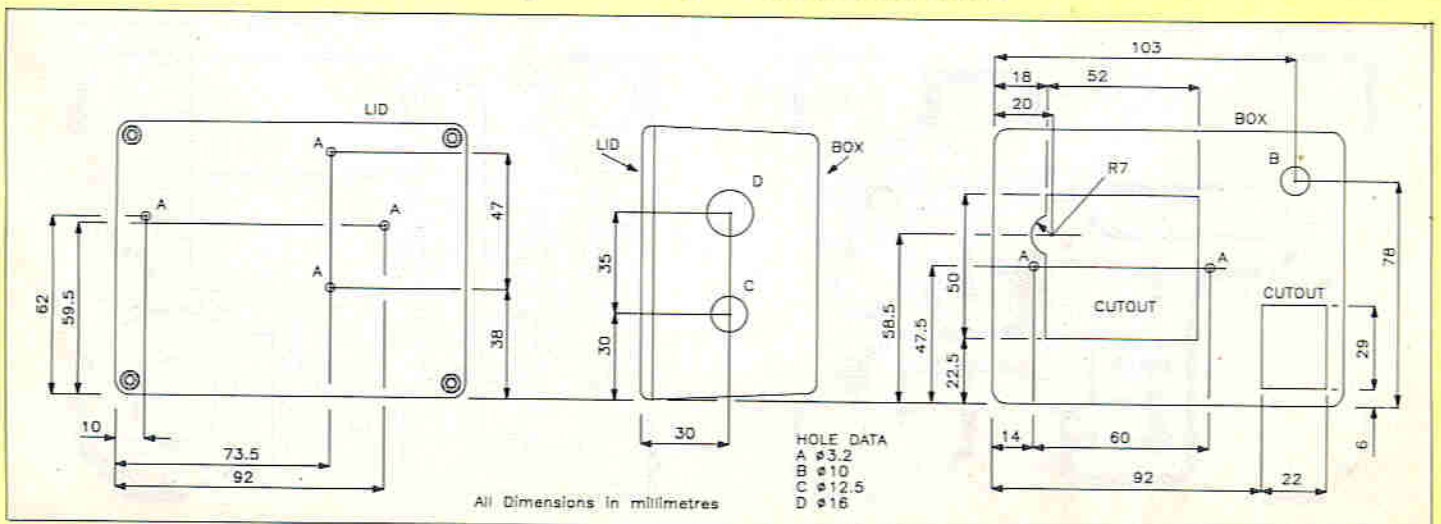 LID
A
A
A
A
62
59.5
47
38
10
73.5
92
LID
BOX
D
C
35
30
30
HOLE DATA
A ø3.2
B ø10
C ø12.5
D ø16
All Dimensions in millimetres
103
18
52
20
BOX
B
R7
A
A
50
58.5
47.5
22.5
CUTOUT
CUTOUT
78
29
6
14
60
92
22